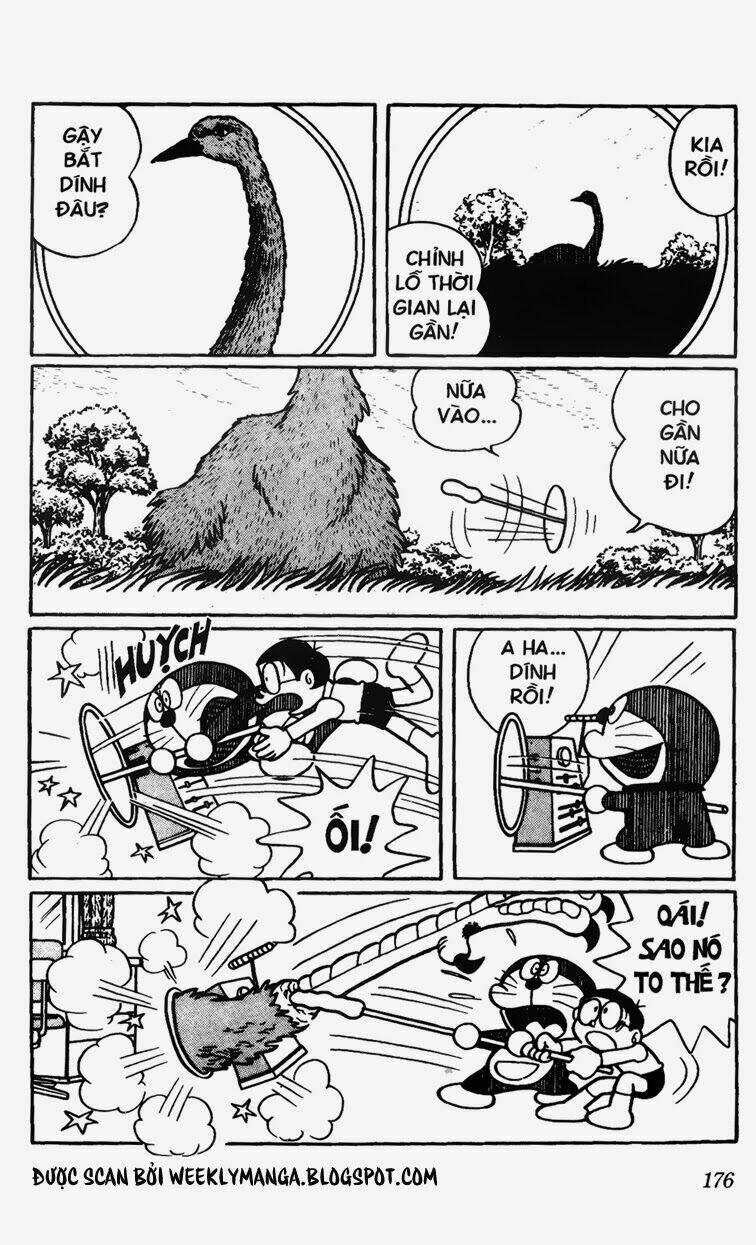 KIA
RỒI!
CHỈNH
LỖ THỜI
GIAN LẠI
GẦN!
GẬY
BẮT
DÍNH
ĐÂU?
CHO
GẦN
NỮA
ĐI!
NỮA
VÀO...
A HA...
DÍNH
RỒI!
HUỴCH
ỐI!
QÁI!
SAO NÓ
TO THẾ?
ĐƯỢC SCAN BỞI WEEKLYMANGA.BLOGSPOT.COM
176